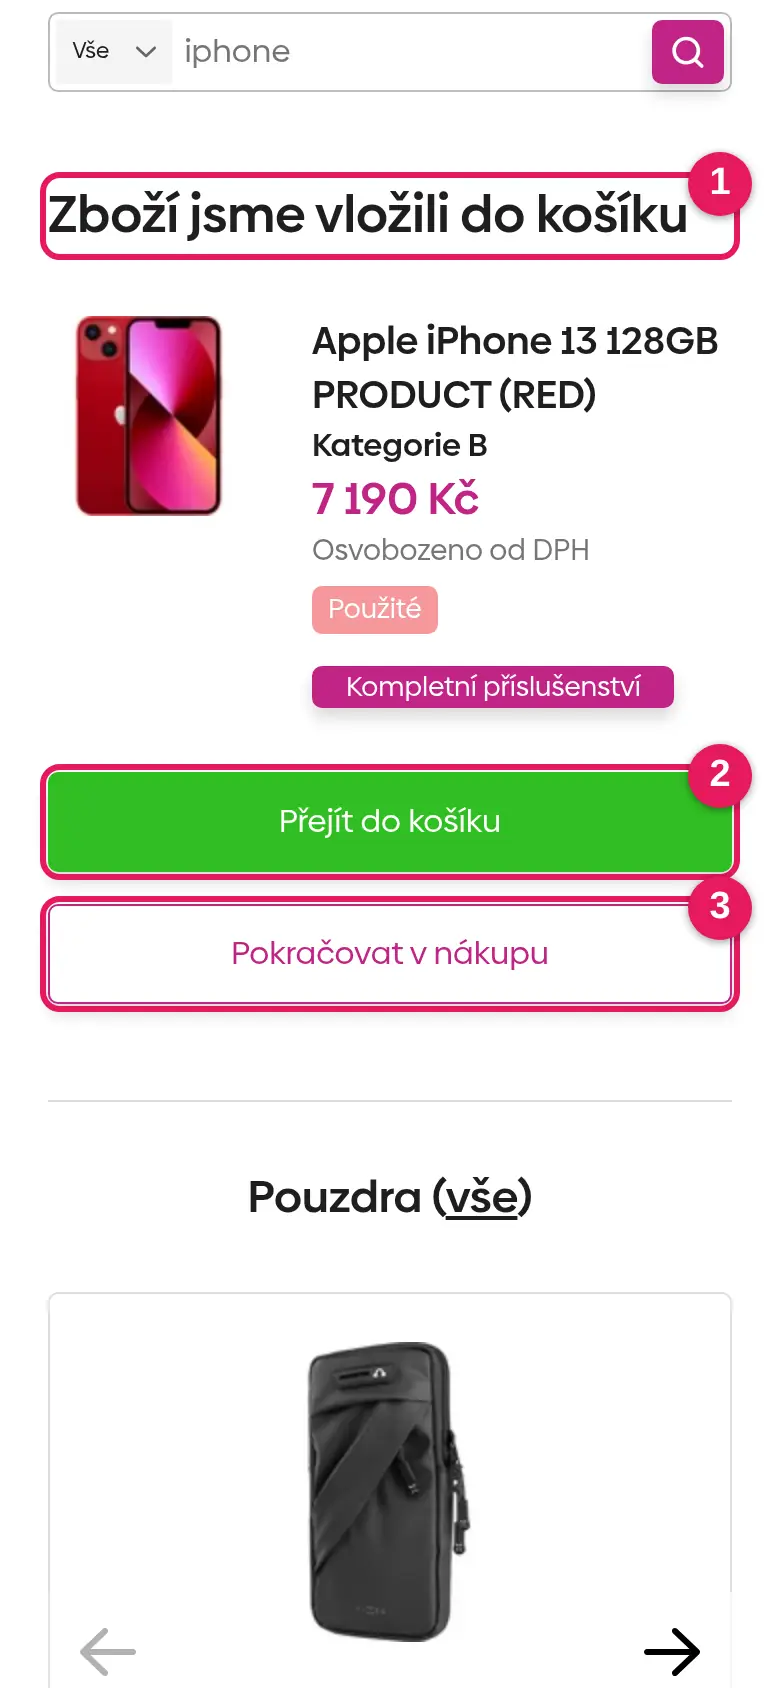 Vše
iphone
1
Zboží jsme vložili do košíku
Apple iPhone 13 128GB
PRODUCT (RED)
Kategorie B
7 190 Kč
Osvobozeno od DPH
Použité
Kompletní příslušenství
2
Přejít do košíku
3
Pokračovat v nákupu
Pouzdra (vše)